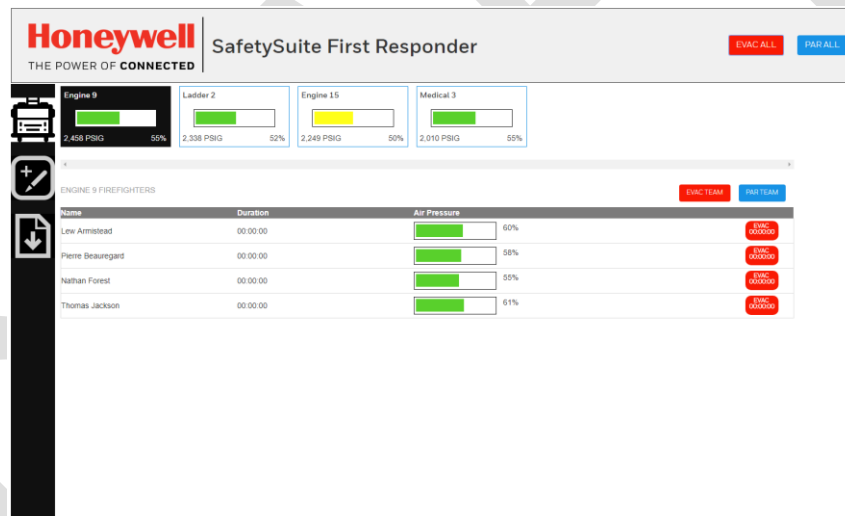 Honeywell
THE POWER OF CONNECTED
SafetySuite First Responder
EVAC ALL
PAR ALL
Engine 9
2,458 PSIG 55%
Ladder 2
2,338 PSIG 52%
Engine 15
2,249 PSIG 50%
Medical 3
2,010 PSIG 55%
ENGINE 9 FIREFIGHTERS
EVAC TEAM
PAR TEAM
Name Duration Air Pressure
Lew Armistead 00:00:00 60% EVAC 00:00:00
Pierre Beauregard 00:00:00 58% EVAC 00:00:00
Nathan Forest 00:00:00 55% EVAC 00:00:00
Thomas Jackson 00:00:00 61% EVAC 00:00:00